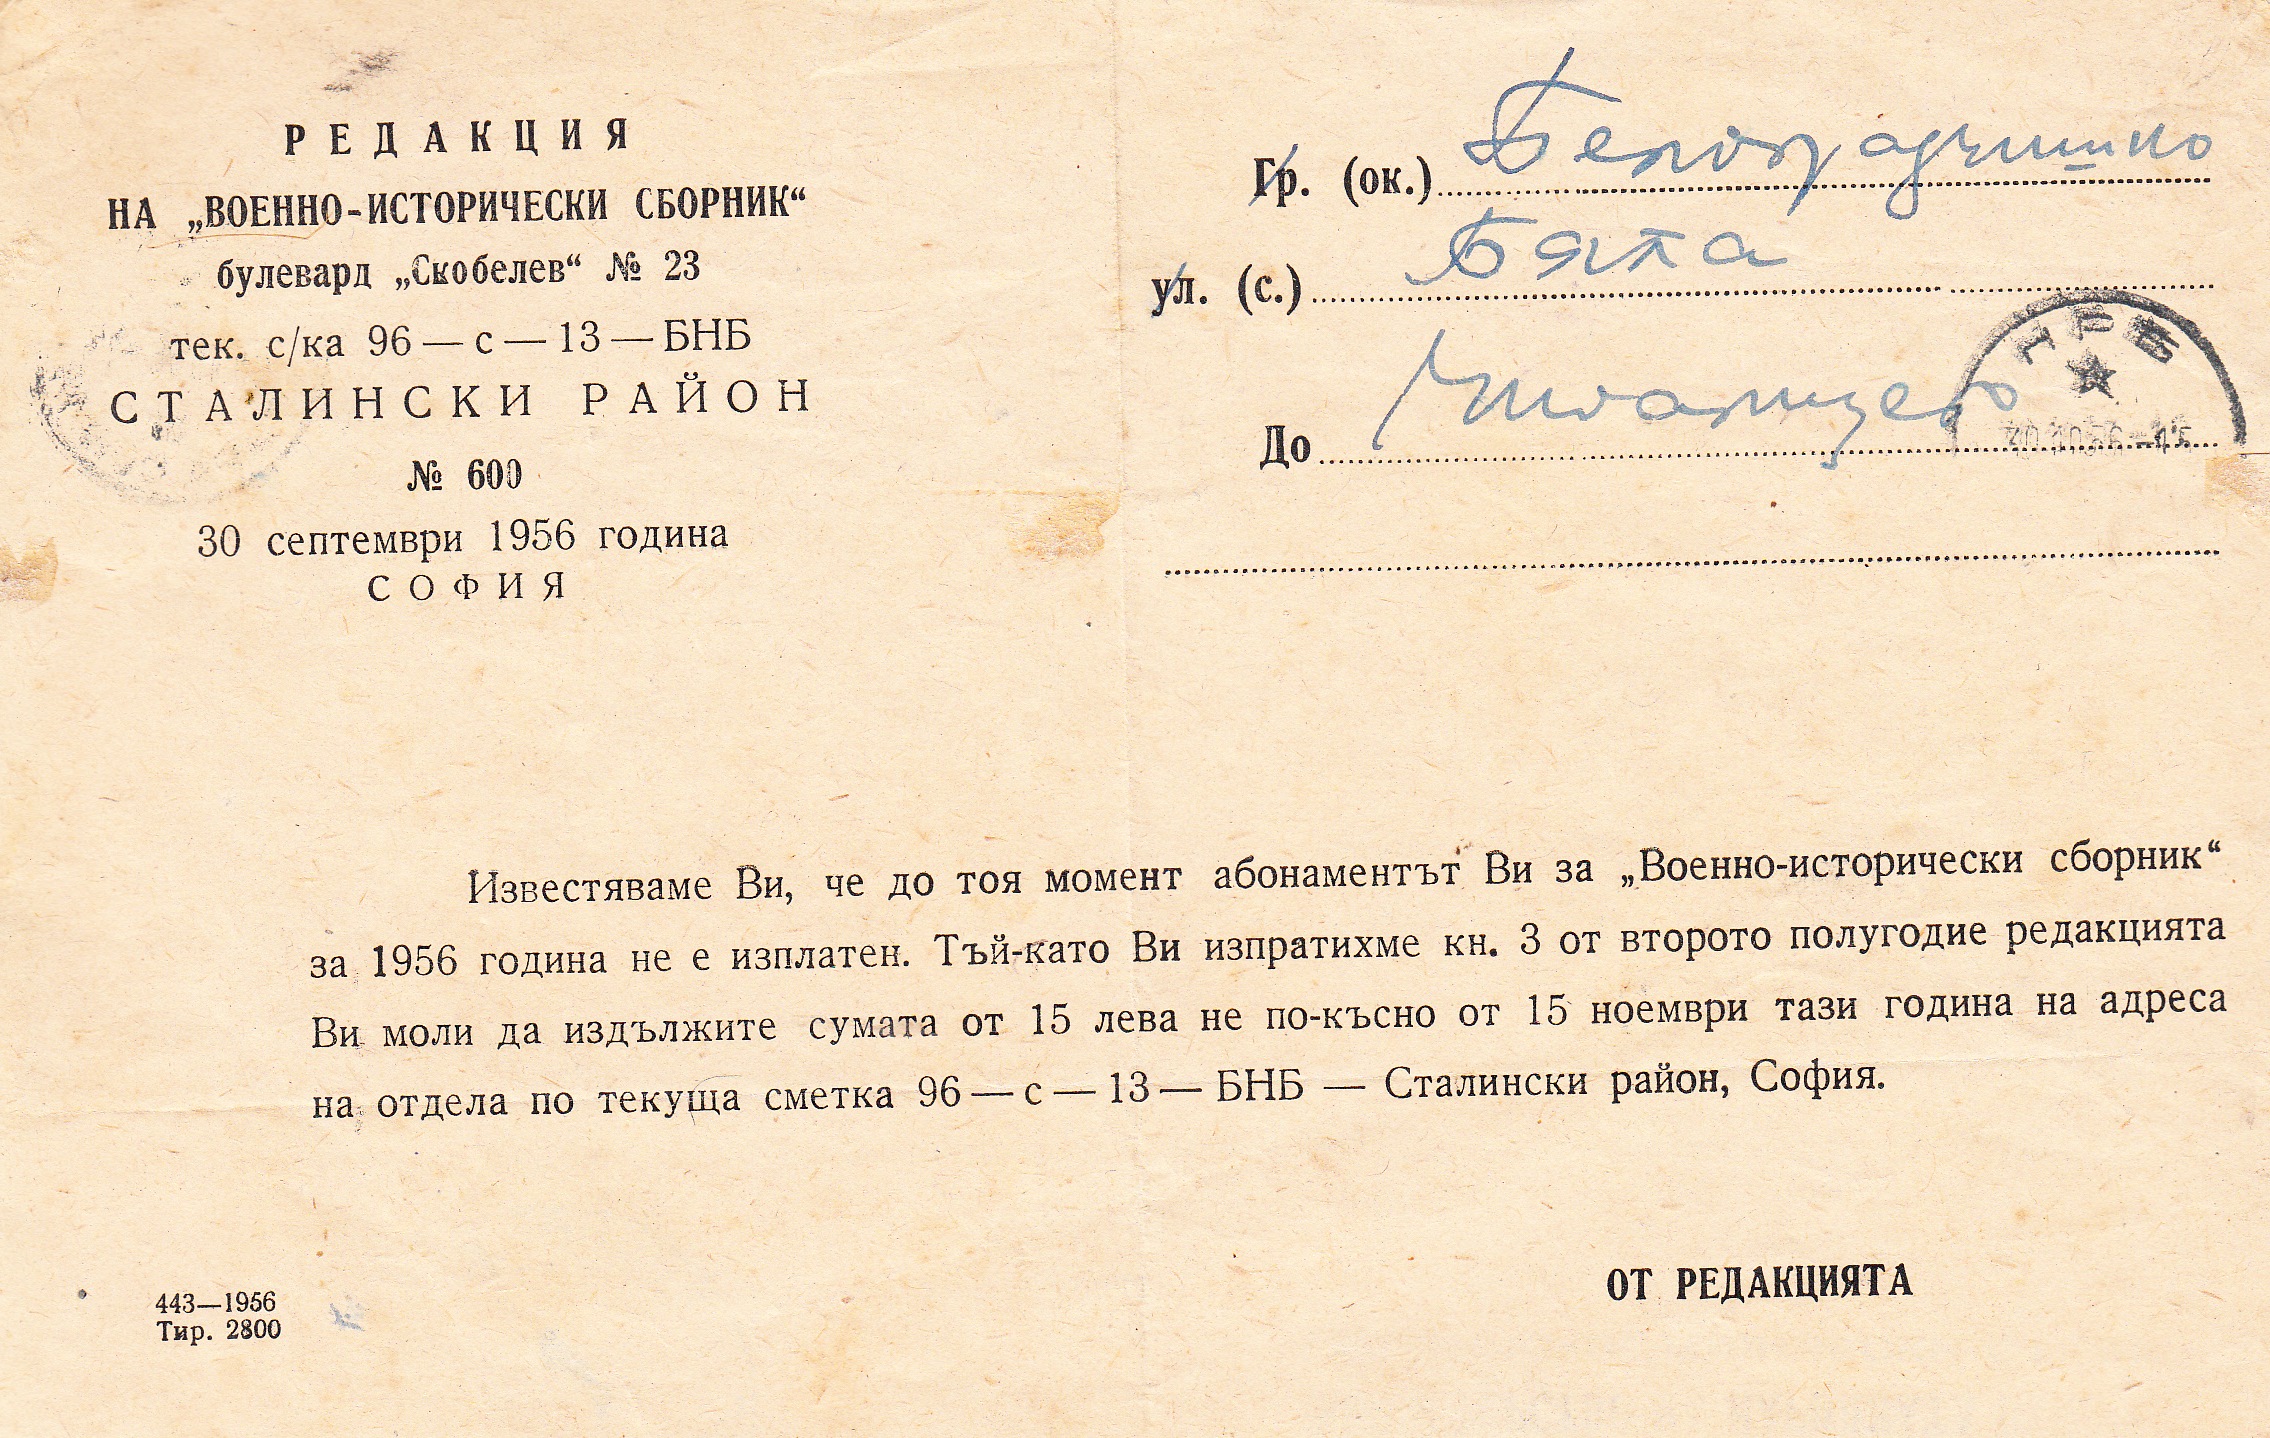 РЕДАКЦИЯ
НА „ВОЕННО-ИСТОРИЧЕСКИ СБОРНИК“
булевард „Скобелев“ № 23
тек. с/ка 96 — с — 13 — БНБ
СТАЛИНСКИ РАЙОН
№ 600
30 септември 1956 година
СОФИЯ
Гр. (ок.) Белоградчишко
ул. (с.) Бяла
До Читалището
Известяваме Ви, че до тоя момент абонаментът Ви за „Военно-исторически сборник“
за 1956 година не е изплатен. Тъй-като Ви изпратихме кн. 3 от второто полугодие редакцията
Ви моли да издължите сумата от 15 лева не по-късно от 15 ноември тази година на адреса
на отдела по текуща сметка 96 — с — 13 — БНБ — Сталински район, София.
ОТ РЕДАКЦИЯТА
443—1956
Тир. 2800